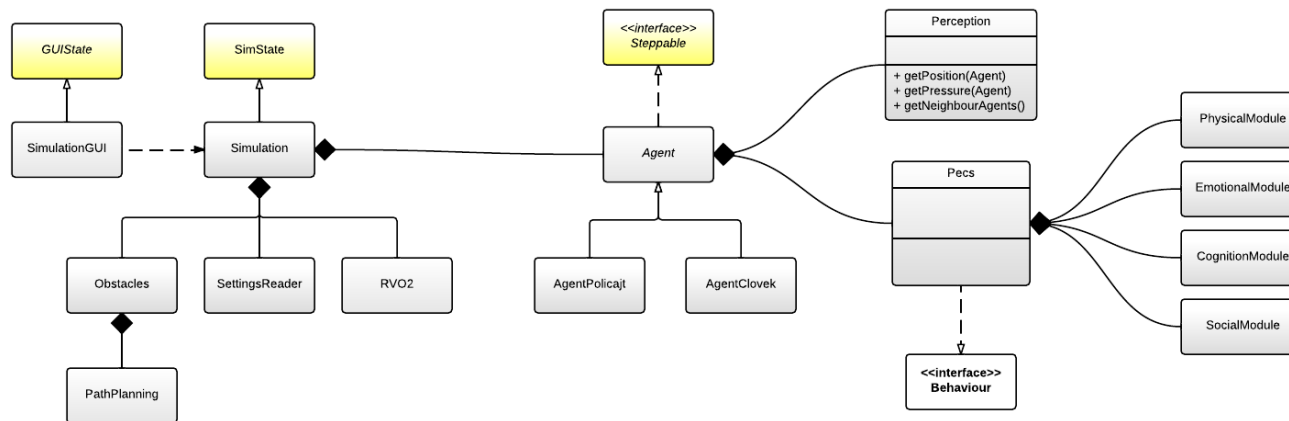 GUIState
SimState
<<interface>>
Steppable
Perception
+ getPosition(Agent)
+ getPressure(Agent)
+ getNeighbourAgents()
SimulationGUI
Simulation
Agent
Pecs
PhysicalModule
EmotionalModule
CognitionModule
SocialModule
Obstacles
SettingsReader
RVO2
AgentPolicajt
AgentClovek
PathPlanning
<<interface>>
Behaviour